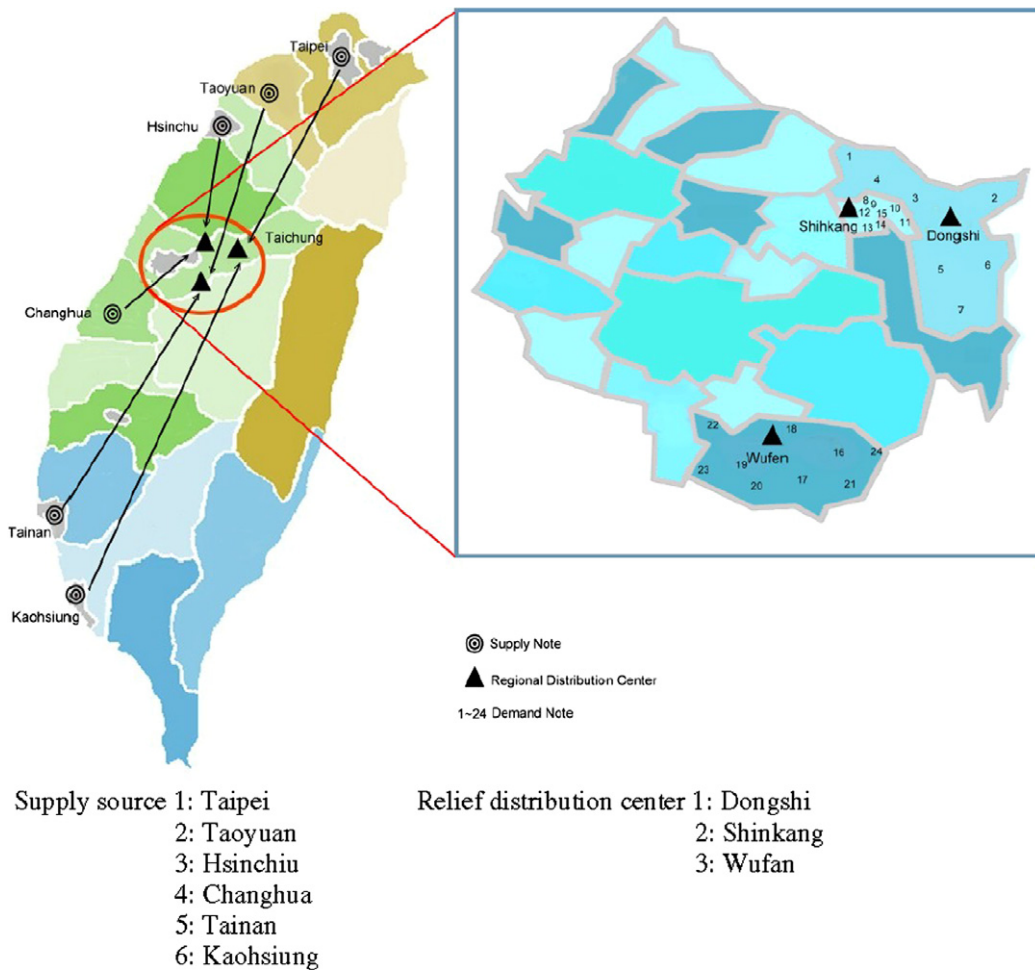 Taipei
Taoyuan
Hsinchu
Taichung
Changhua
Tainan
Kaohsiung
1
4
3
2
8
9
10
12
15
13
14
11
Shihkang
Dongshi
5
6
7
22
18
Wufen
16
24
19
23
20
17
21
Supply Note
Regional Distribution Center
1~24 Demand Note
Supply source 1: Taipei
2: Taoyuan
3: Hsinchiu
4: Changhua
5: Tainan
6: Kaohsiung
Relief distribution center 1: Dongshi
2: Shinkang
3: Wufan